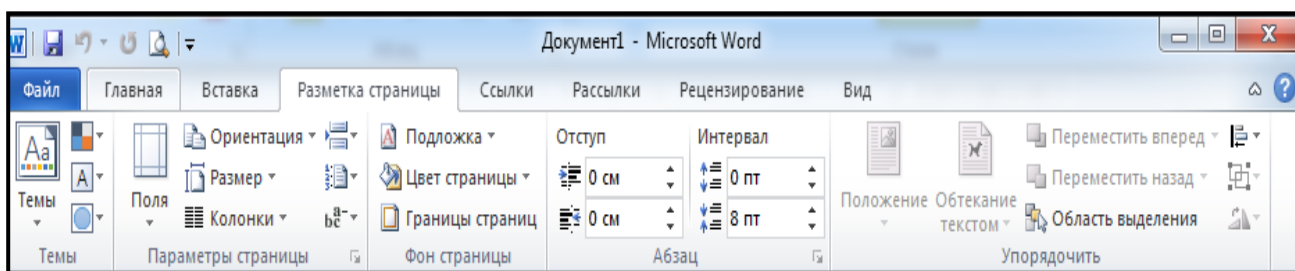 Документ1 - Microsoft Word
Файл Главная Вставка Разметка страницы Ссылки Рассылки Рецензирование Вид
Ориентация Подложка Отступ Интервал Переместить вперед
Размер Цвет страницы 0 см 0 пт Переместить назад
Темы Поля Колонки Границы страниц 0 см 8 пт Положение Обтекание текстом Область выделения
Темы Параметры страницы Фон страницы Абзац Упорядочить